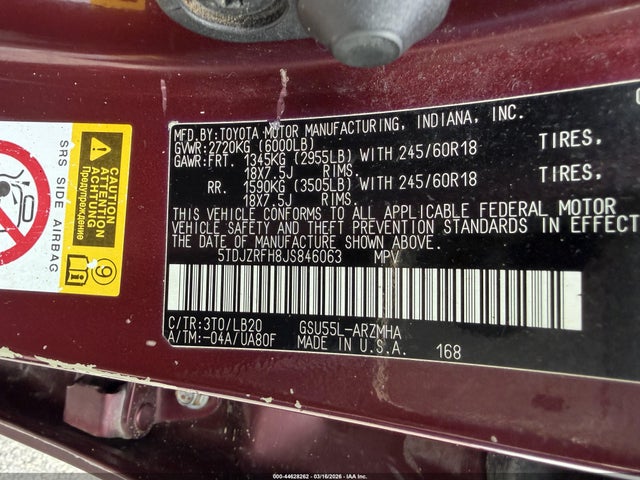 MFD.BY:TOYOTA MOTOR MANUFACTURING, INDIANA, INC.
GVWR:2720KG (6000LB)
GAWR:FRT. 1345KG (2955LB) WITH 245/60R18 TIRES,
18X7.5J RIMS.
RR. 1590KG (3505LB) WITH 245/60R18 TIRES,
18X7.5J RIMS.
THIS VEHICLE CONFORMS TO ALL APPLICABLE FEDERAL MOTOR
VEHICLE SAFETY AND THEFT PREVENTION STANDARDS IN EFFECT
ON THE DATE OF MANUFACTURE SHOWN ABOVE.
5TDJZRFH8JS846063 MPV
C/TR:3T0/LB20 GSU55L-ARZMHA
A/TM:-04A/UA80F MADE IN U.S.A. 168
SRS SIDE AIRBAG
CAUTION
ATTENTION
ACHTUNG
Предупреждение
#000-44628262 - 03/16/2026 - IAA Inc.